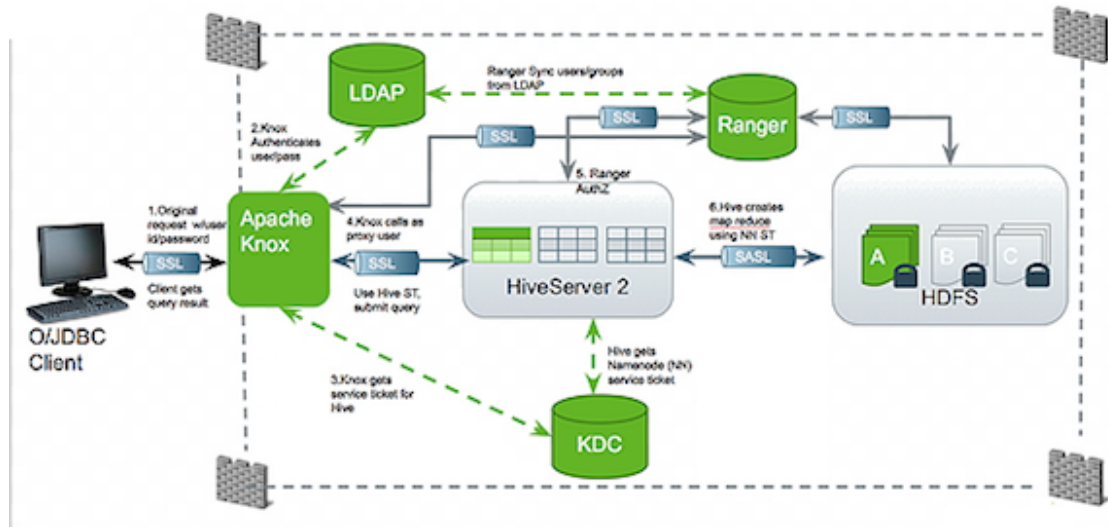 LDAP
Ranger Sync users/groups
from LDAP
Ranger
SSL
SSL
SSL
2.Knox
Authenticates
user/pass
5. Ranger
AuthZ
1.Original
request w/user
id/password
SSL
Client gets
query result
O/JDBC
Client
Apache
Knox
4.Knox calls as
proxy user
SSL
Use Hive ST,
submit query
HiveServer 2
6.Hive creates
map reduce
using NN ST
SASL
A
B
C
HDFS
3.Knox gets
service ticket for
Hive
Hive gets
Namenode (NN)
service ticket
KDC